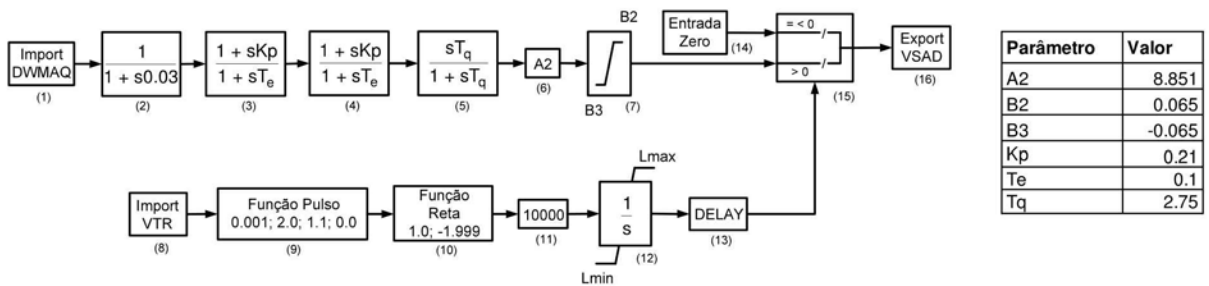 B2
Entrada
Zero
(14)
= < 0
> 0
(15)
Export
VSAD
(16)
Import
DWMAQ
(1)
1
1 + s0.03
(2)
1 + sKp
1 + sTe
(3)
1 + sKp
1 + sTe
(4)
sTq
1 + sTq
(5)
A2
(6)
B3
(7)
Import
VTR
(8)
Função Pulso
0.001; 2.0; 1.1; 0.0
(9)
Função
Reta
1.0; -1.999
(10)
10000
(11)
Lmax
1
s
Lmin
(12)
DELAY
(13)
Parâmetro Valor
A2 8.851
B2 0.065
B3 -0.065
Kp 0.21
Te 0.1
Tq 2.75